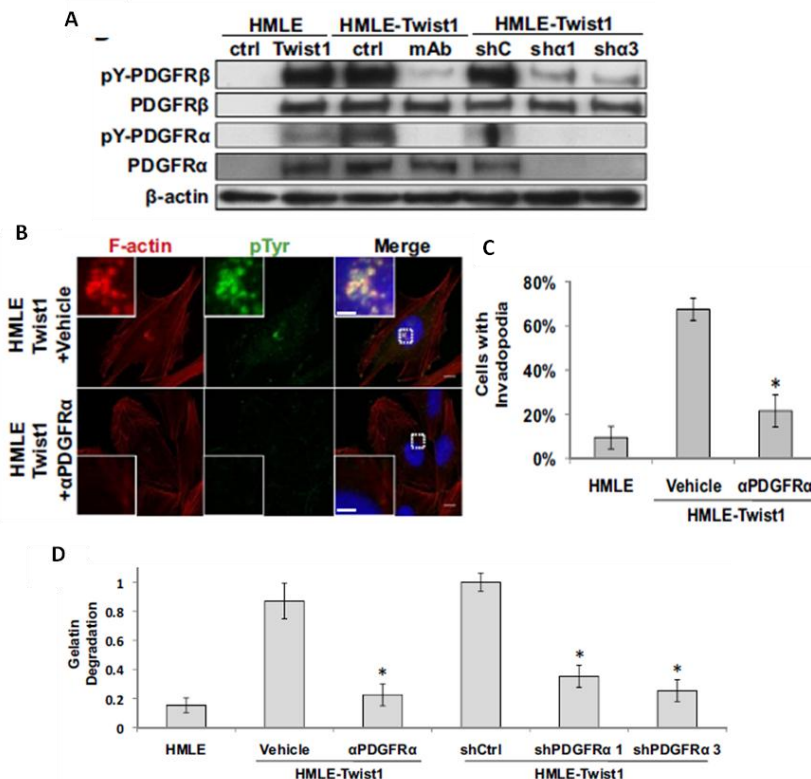 A
HMLE HMLE-Twist1 HMLE-Twist1
ctrl Twist1 ctrl mAb shC shα1 shα3
pY-PDGFRβ
PDGFRβ
pY-PDGFRα
PDGFRα
β-actin
B
F-actin pTyr Merge
HMLE
Twist1
+Vehicle
HMLE
Twist1
+αPDGFRα
C
Cells with
Invadopodia
80%
60%
40%
20%
0%
*
HMLE Vehicle αPDGFRα
HMLE-Twist1
D
Gelatin
Degradation
1
0.8
0.6
0.4
0.2
0
* * *
HMLE Vehicle αPDGFRα shCtrl shPDGFRα 1 shPDGFRα 3
HMLE-Twist1 HMLE-Twist1